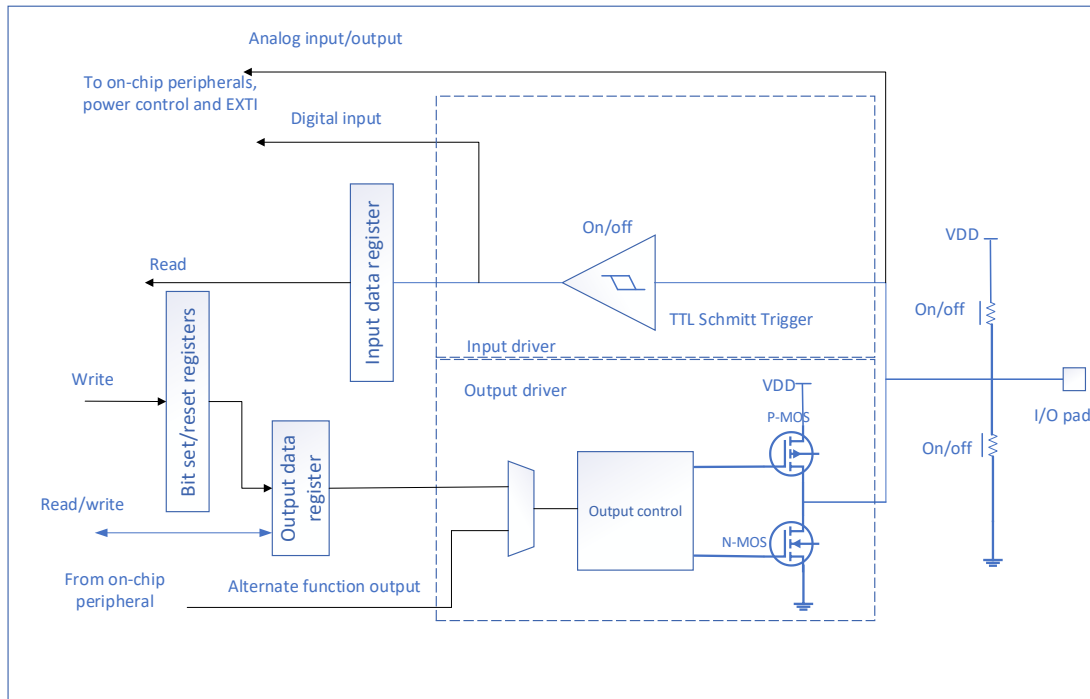 Analog input/output
To on-chip peripherals,
power control and EXTI
Digital input
On/off
Input data register
Read
TTL Schmitt Trigger
Input driver
VDD
On/off
On/off
I/O pad
Write
Bit set/reset registers
Output data
register
Read/write
From on-chip
peripheral
Alternate function output
Output driver
VDD
P-MOS
Output control
N-MOS